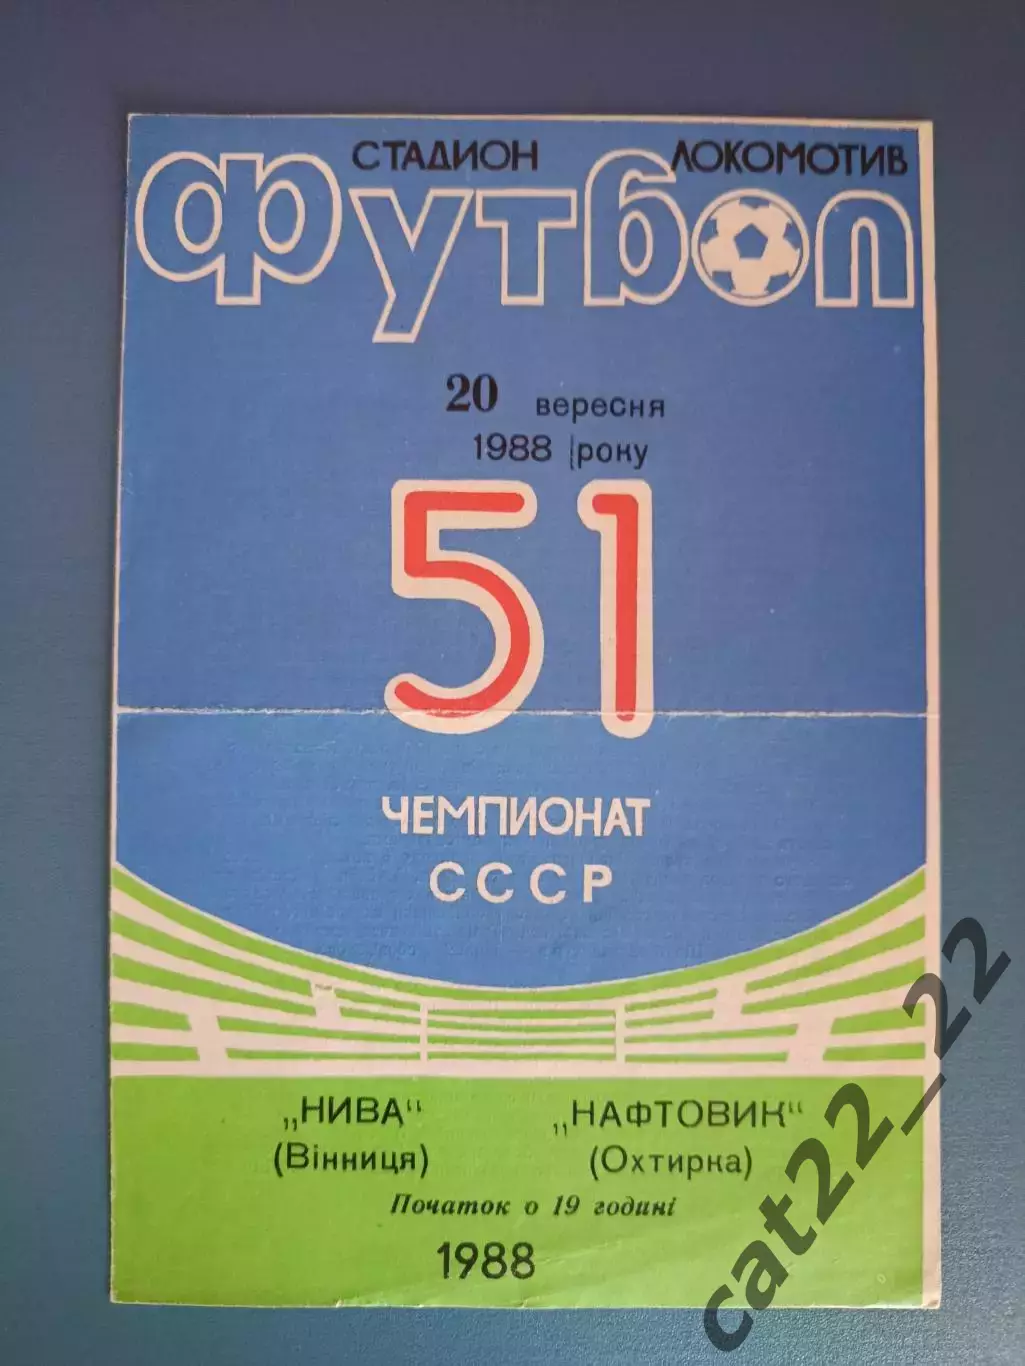 СТАДИОН ЛОКОМОТИВ
ФУТБОЛ
20 вересня
1988 року
51
ЧЕМПИОНАТ
СССР
„НИВА“ „НАФТОВИК“
(Вінниця) (Охтирка)
Початок о 19 годині
1988
cat22_22